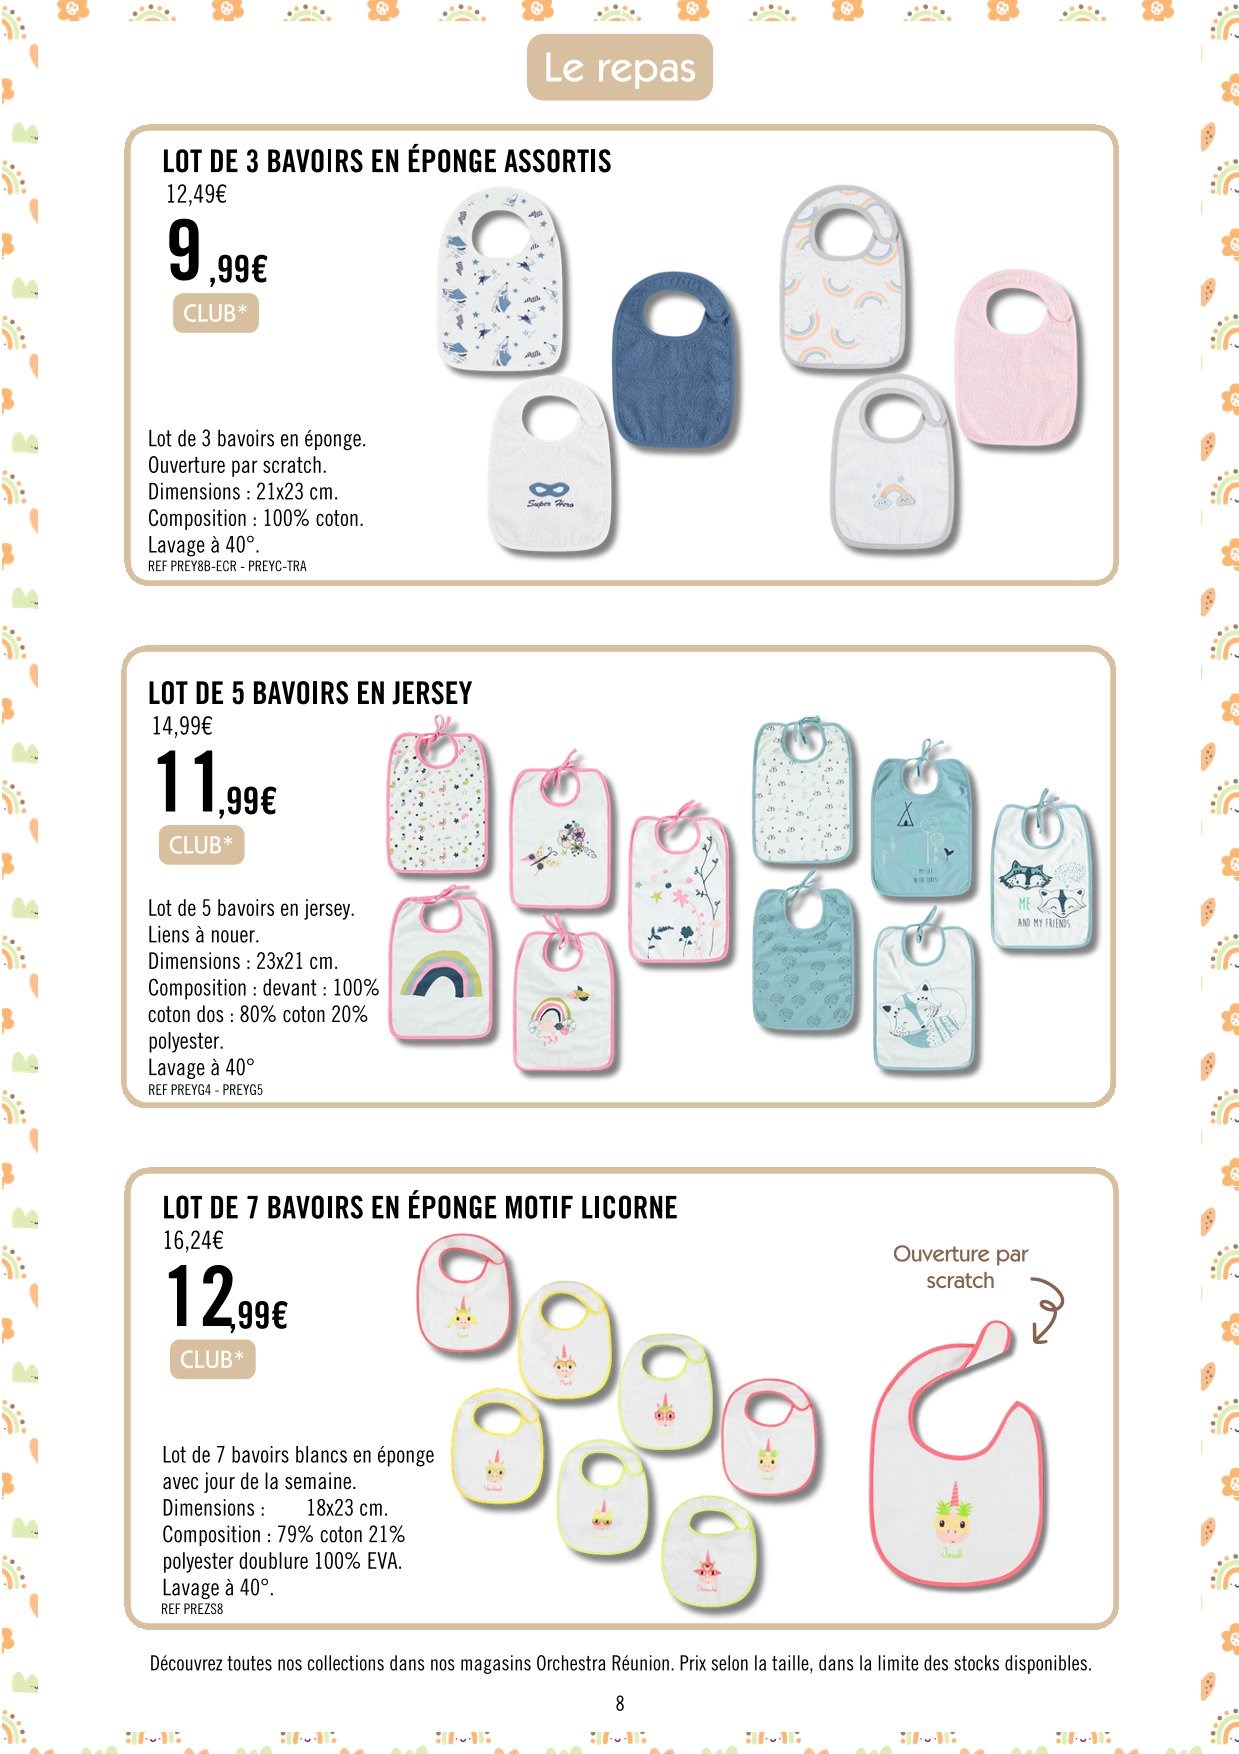 Le repas
LOT DE 3 BAVOIRS EN ÉPONGE ASSORTIS
12,49€
9,99€
CLUB*
Super Hero
Lot de 3 bavoirs en éponge.
Ouverture par scratch.
Dimensions : 21x23 cm.
Composition : 100% coton.
Lavage à 40°.
REF PREY8B-ECR - PREYC-TRA
LOT DE 5 BAVOIRS EN JERSEY
14,99€
11,99€
CLUB*
ME
AND MY FRIENDS
Lot de 5 bavoirs en jersey.
Liens à nouer.
Dimensions : 23x21 cm.
Composition : devant : 100%
coton dos : 80% coton 20%
polyester.
Lavage à 40°
REF PREYG4 - PREYG5
LOT DE 7 BAVOIRS EN ÉPONGE MOTIF LICORNE
16,24€
12,99€
CLUB*
Ouverture par
scratch
Mardi
Vendredi
Dimanche
Jeudi
Lot de 7 bavoirs blancs en éponge
avec jour de la semaine.
Dimensions : 18x23 cm.
Composition : 79% coton 21%
polyester doublure 100% EVA.
Lavage à 40°.
REF PREZS8
Découvrez toutes nos collections dans nos magasins Orchestra Réunion. Prix selon la taille, dans la limite des stocks disponibles.
8